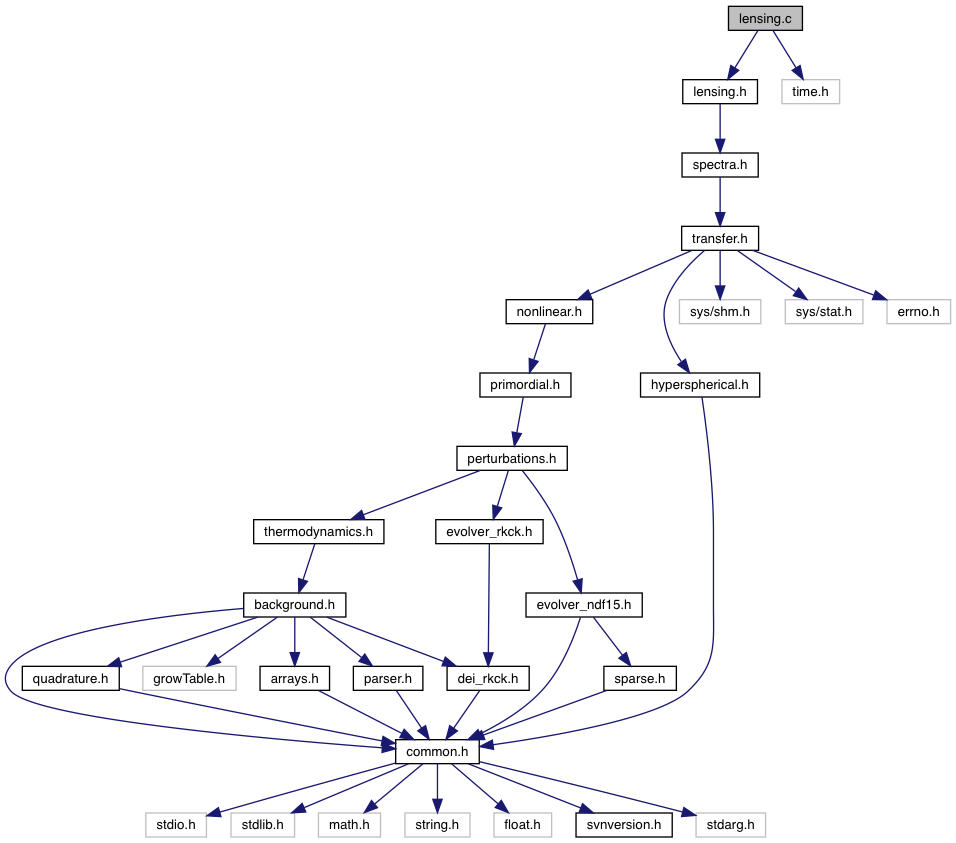 lensing.c
lensing.h
time.h
spectra.h
transfer.h
nonlinear.h
sys/shm.h
sys/stat.h
errno.h
primordial.h
hyperspherical.h
perturbations.h
thermodynamics.h
evolver_rkck.h
background.h
evolver_ndf15.h
quadrature.h
growTable.h
arrays.h
parser.h
dei_rkck.h
sparse.h
common.h
stdio.h
stdlib.h
math.h
string.h
float.h
svnversion.h
stdarg.h